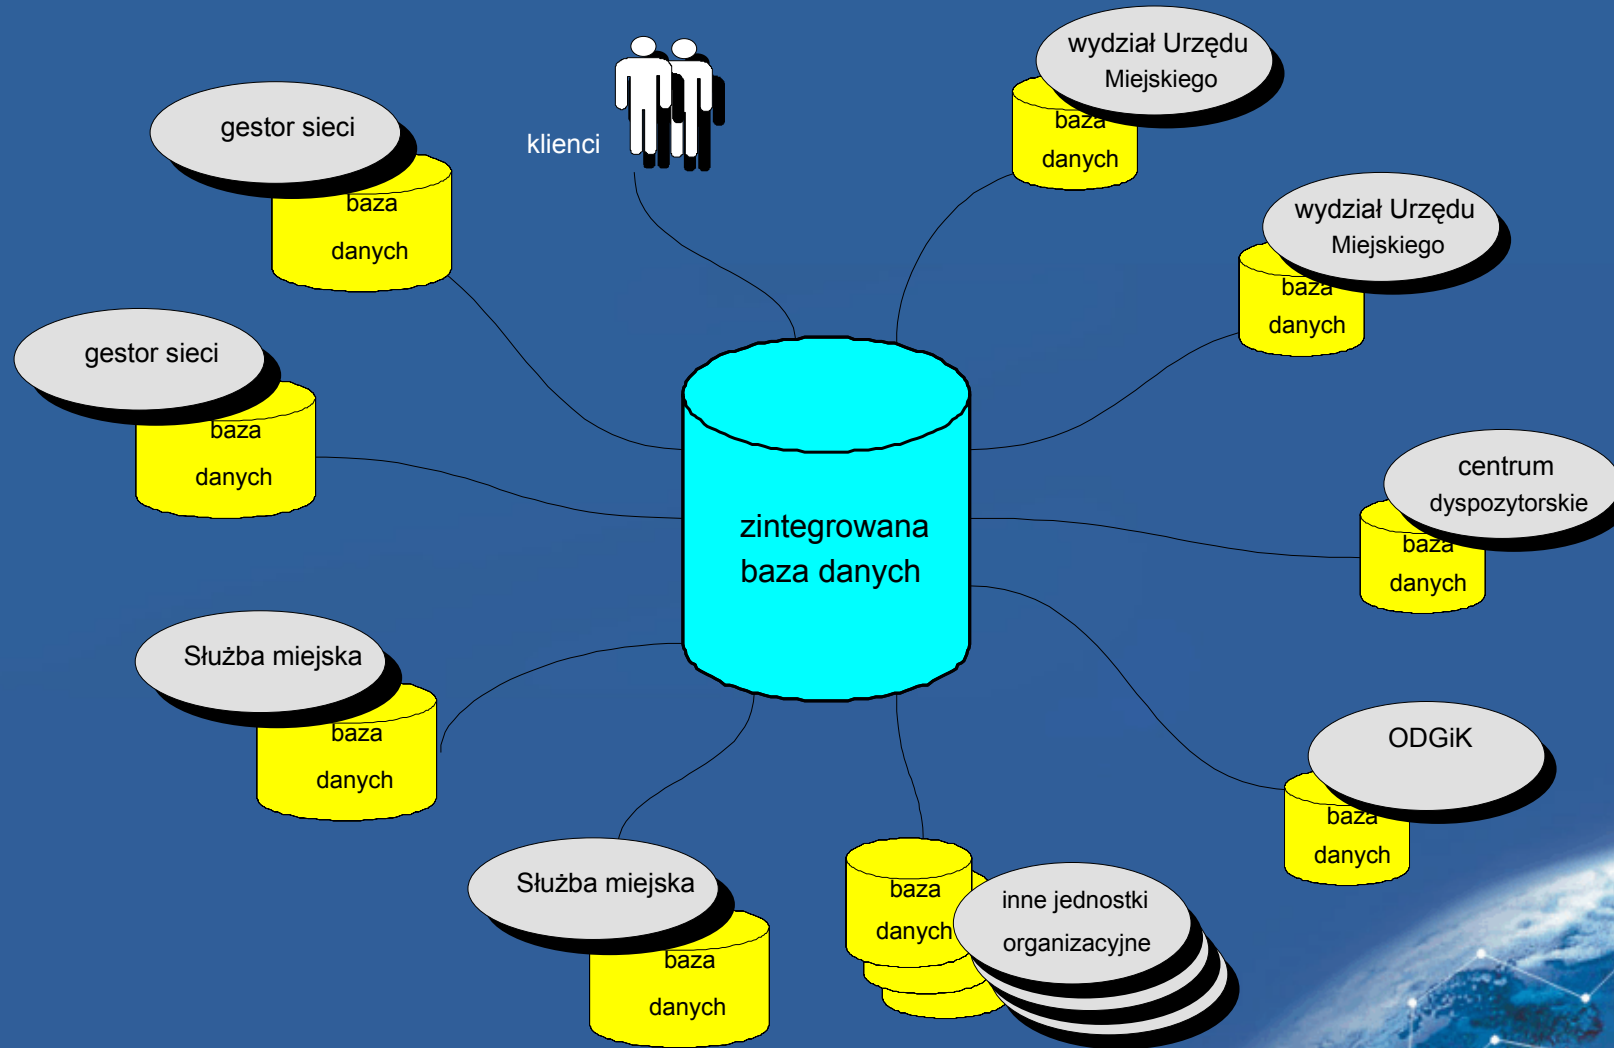 wydział Urzędu
Miejskiego
baza
danych
gestor sieci
baza
danych
klienci
wydział Urzędu
Miejskiego
baza
danych
gestor sieci
baza
danych
centrum
dyspozytorskie
baza
danych
zintegrowana
baza danych
Służba miejska
baza
danych
ODGiK
baza
danych
Służba miejska
baza
danych
baza
danych
inne jednostki
organizacyjne